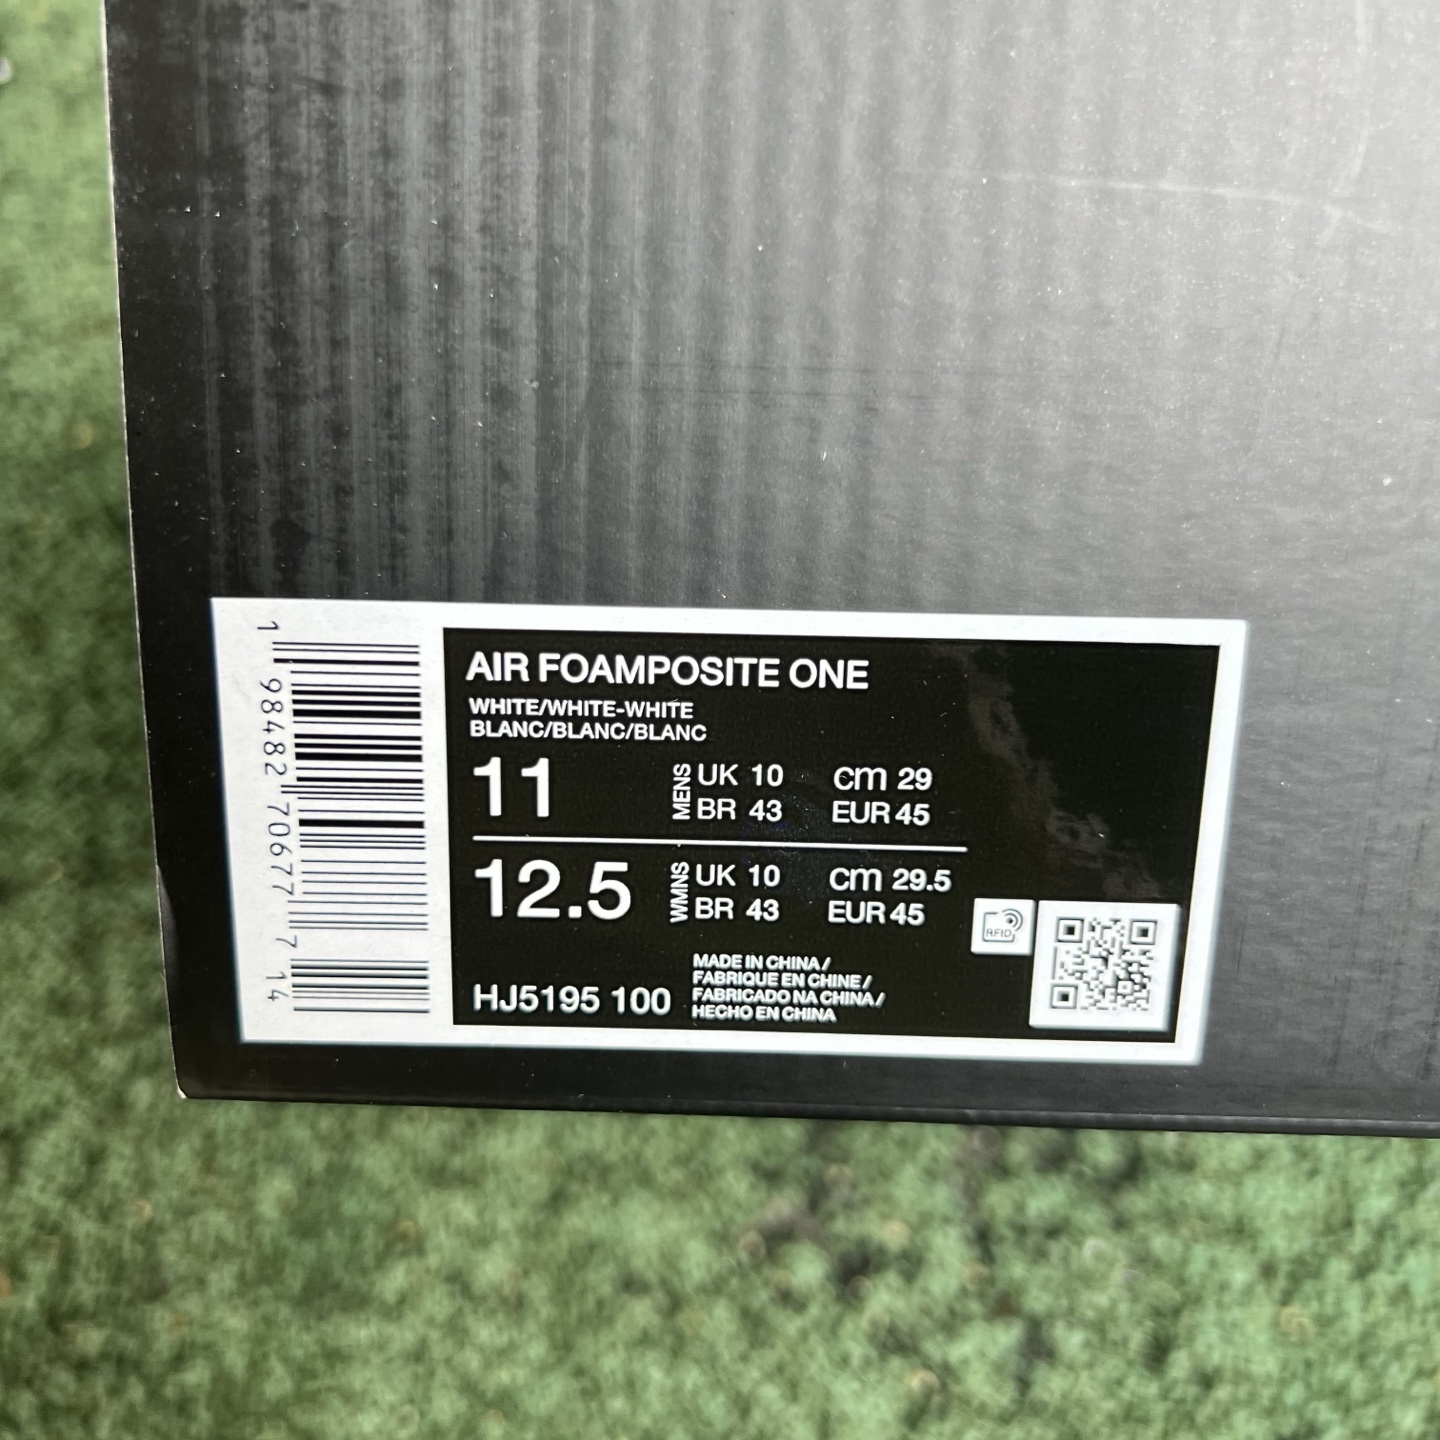 1 98482 70677 7 14
AIR FOAMPOSITE ONE
WHITE/WHITE-WHITE
BLANC/BLANC/BLANC
11 MENS UK 10 cm 29
BR 43 EUR 45
12.5 WMNS UK 10 cm 29.5
BR 43 EUR 45
RFID
MADE IN CHINA/
FABRIQUE EN CHINE/
HJ5195 100 FABRICADO NA CHINA/
HECHO EN CHINA